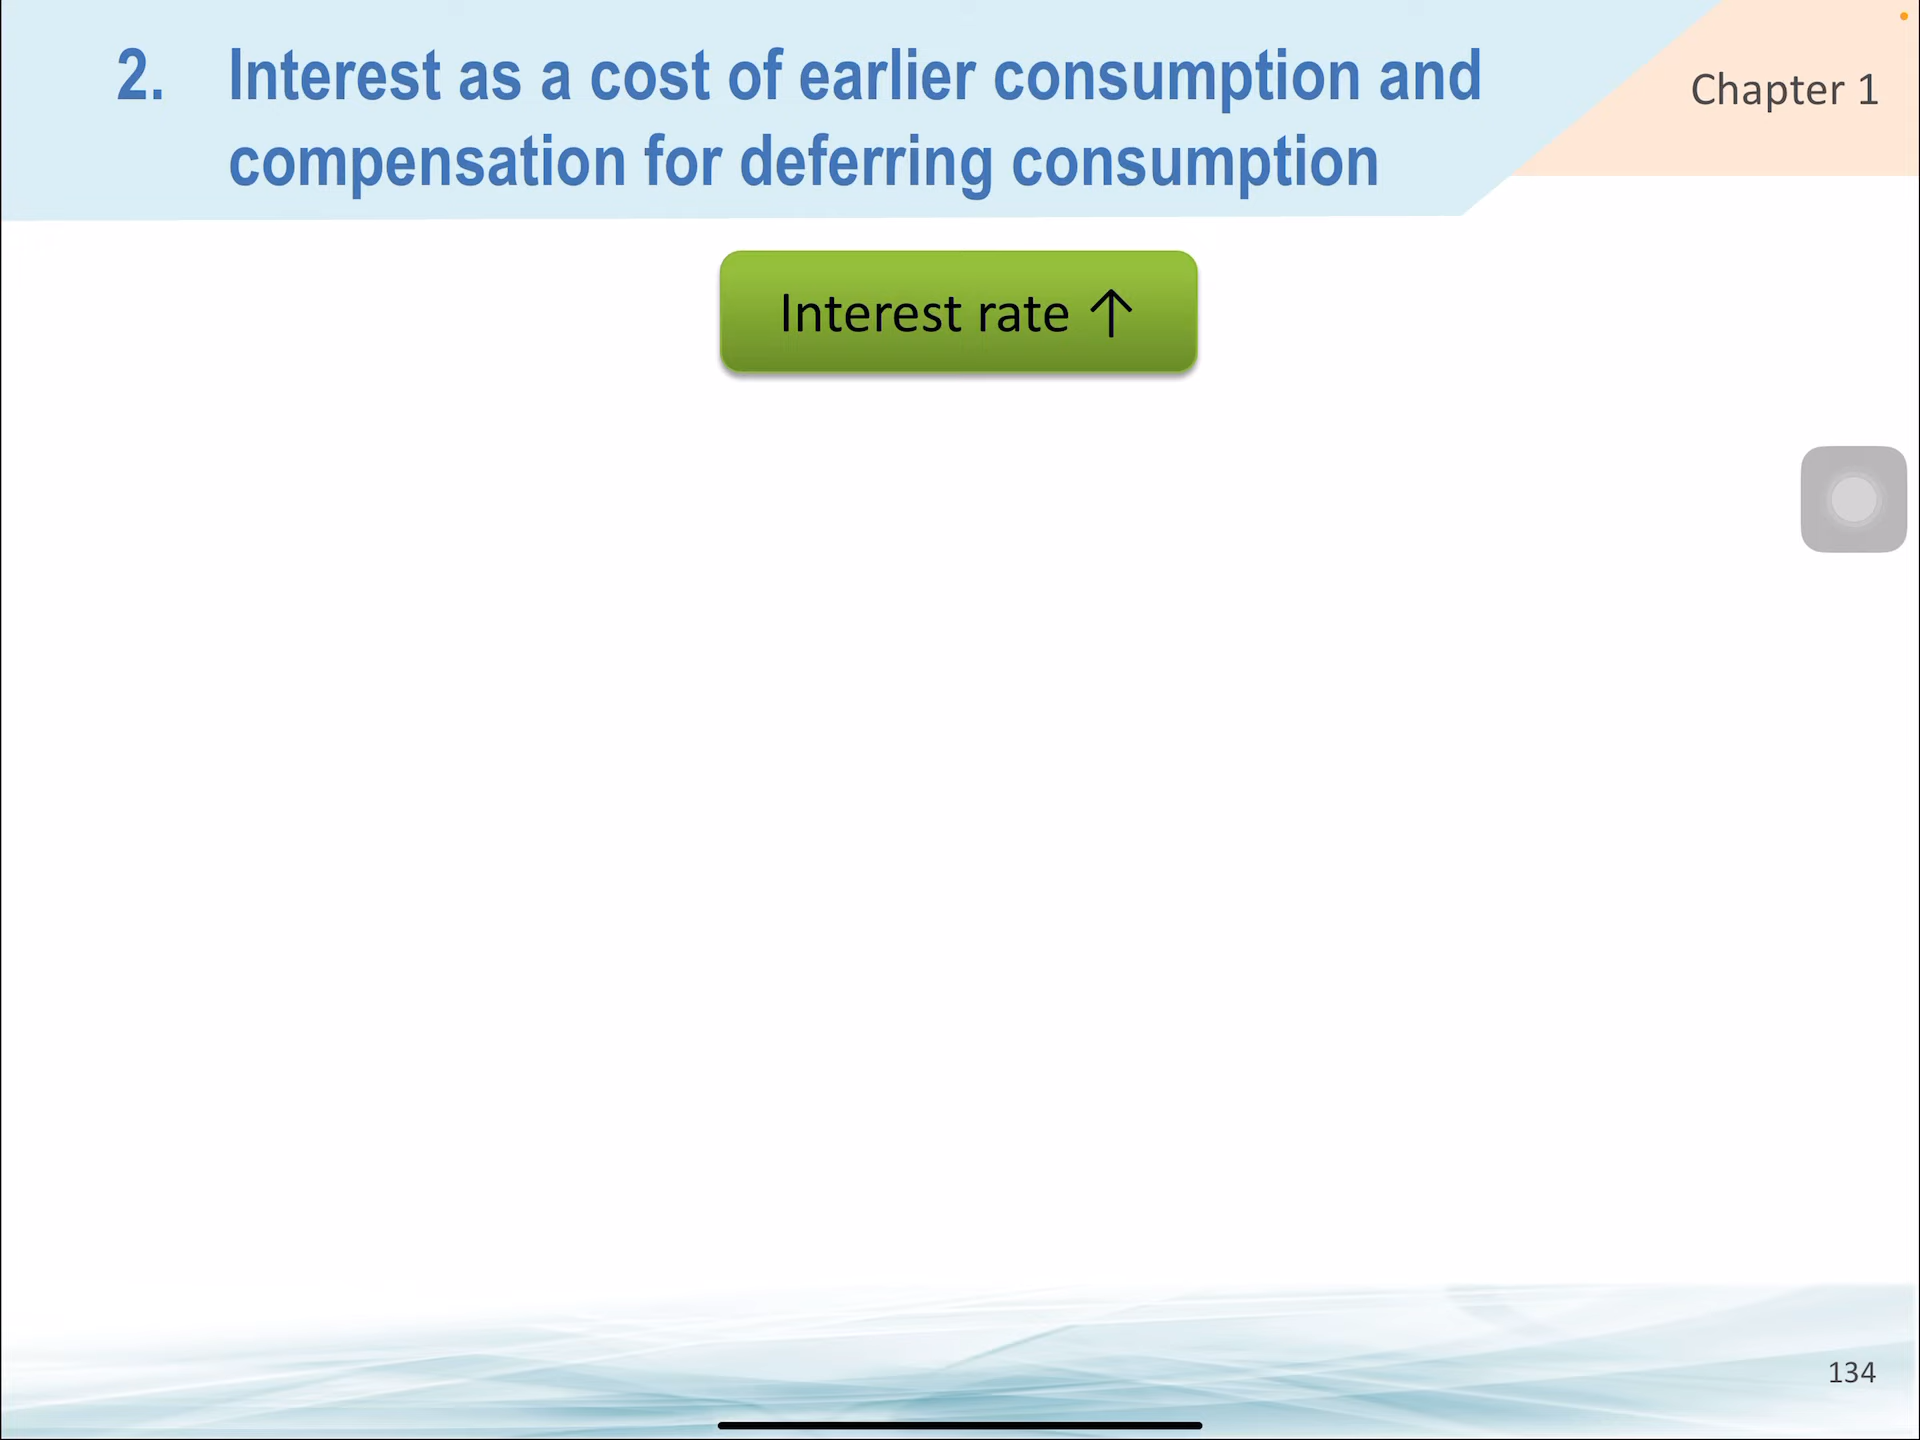 2. Interest as a cost of earlier consumption and
compensation for deferring consumption
Chapter 1
Interest rate ↑
134